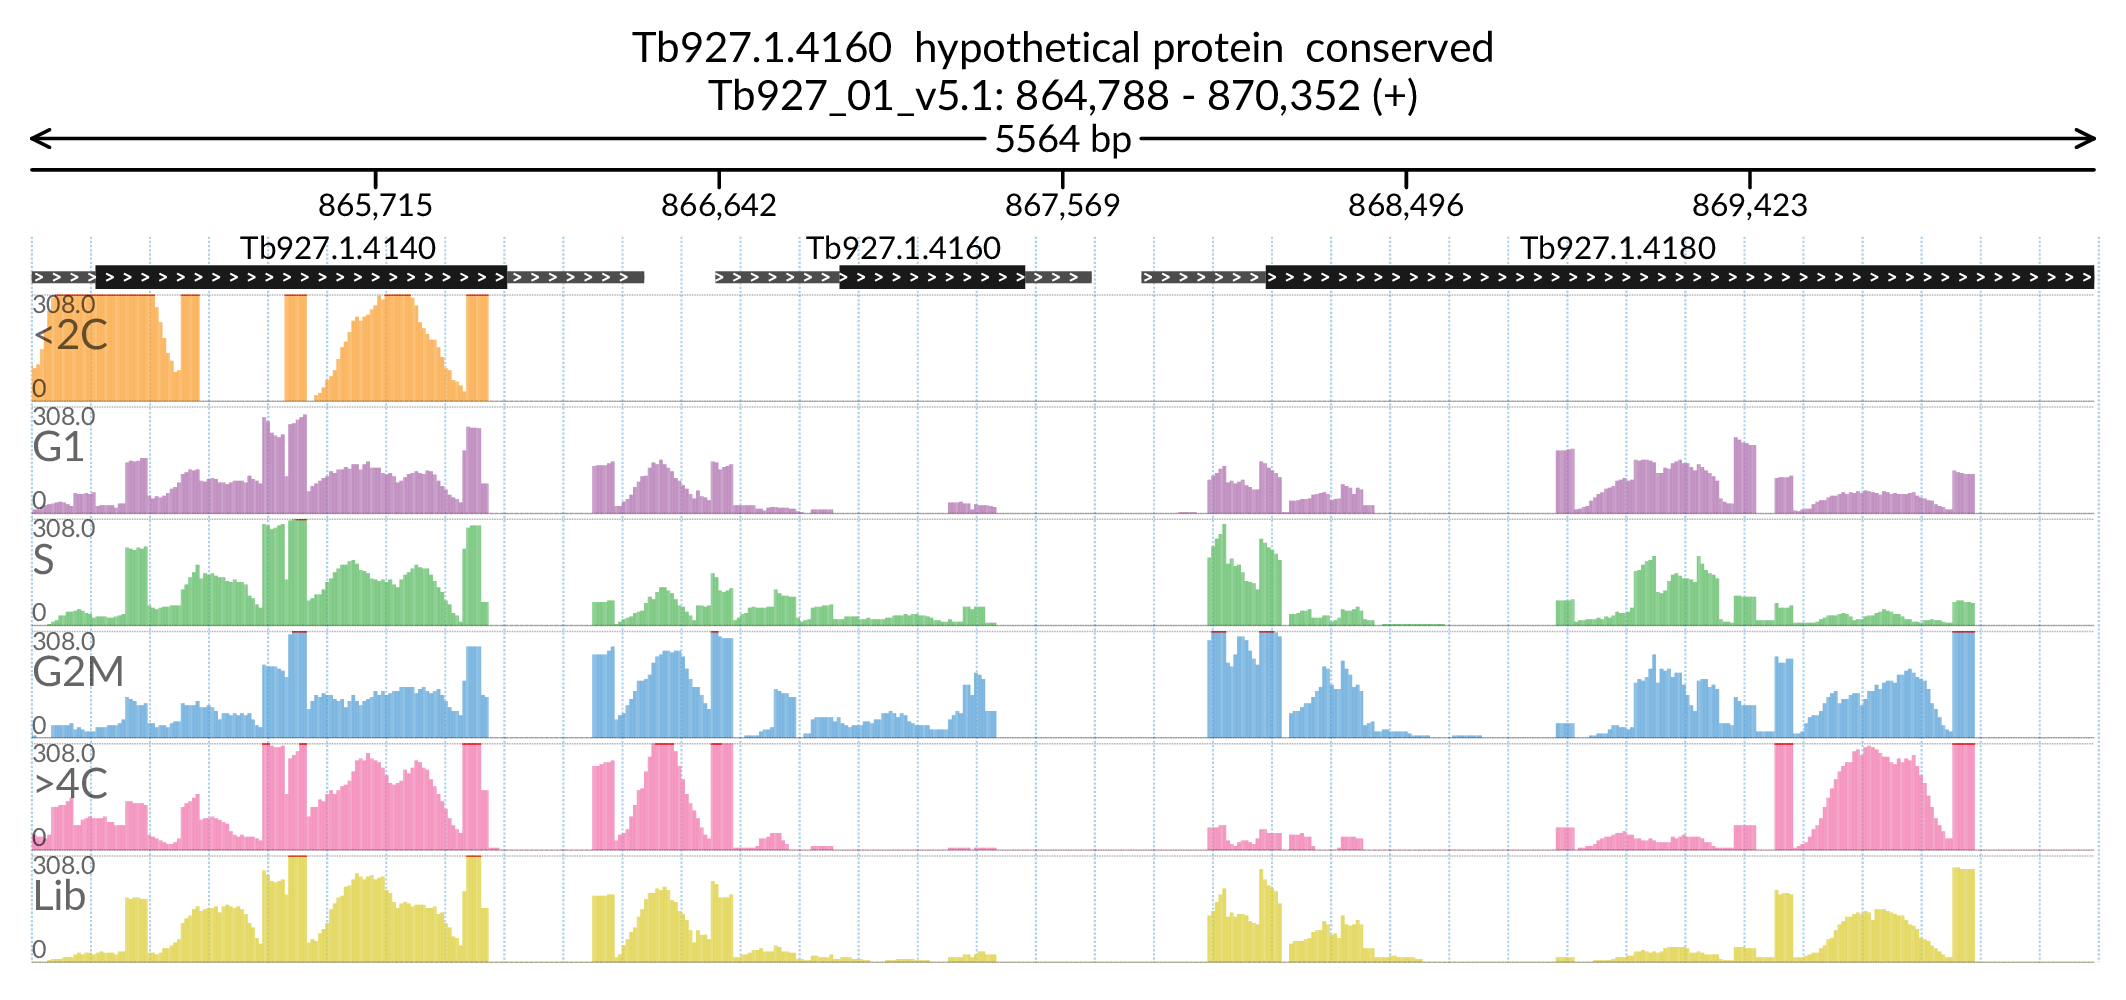 Tb927.1.4160 hypothetical protein conserved
Tb927_01_v5.1: 864,788 - 870,352 (+)
5564 bp
865,715 866,642 867,569 868,496 869,423
Tb927.1.4140 Tb927.1.4160 Tb927.1.4180
308.0
<2C
0
308.0
G1
0
308.0
S
0
308.0
G2M
0
308.0
>4C
0
308.0
Lib
0